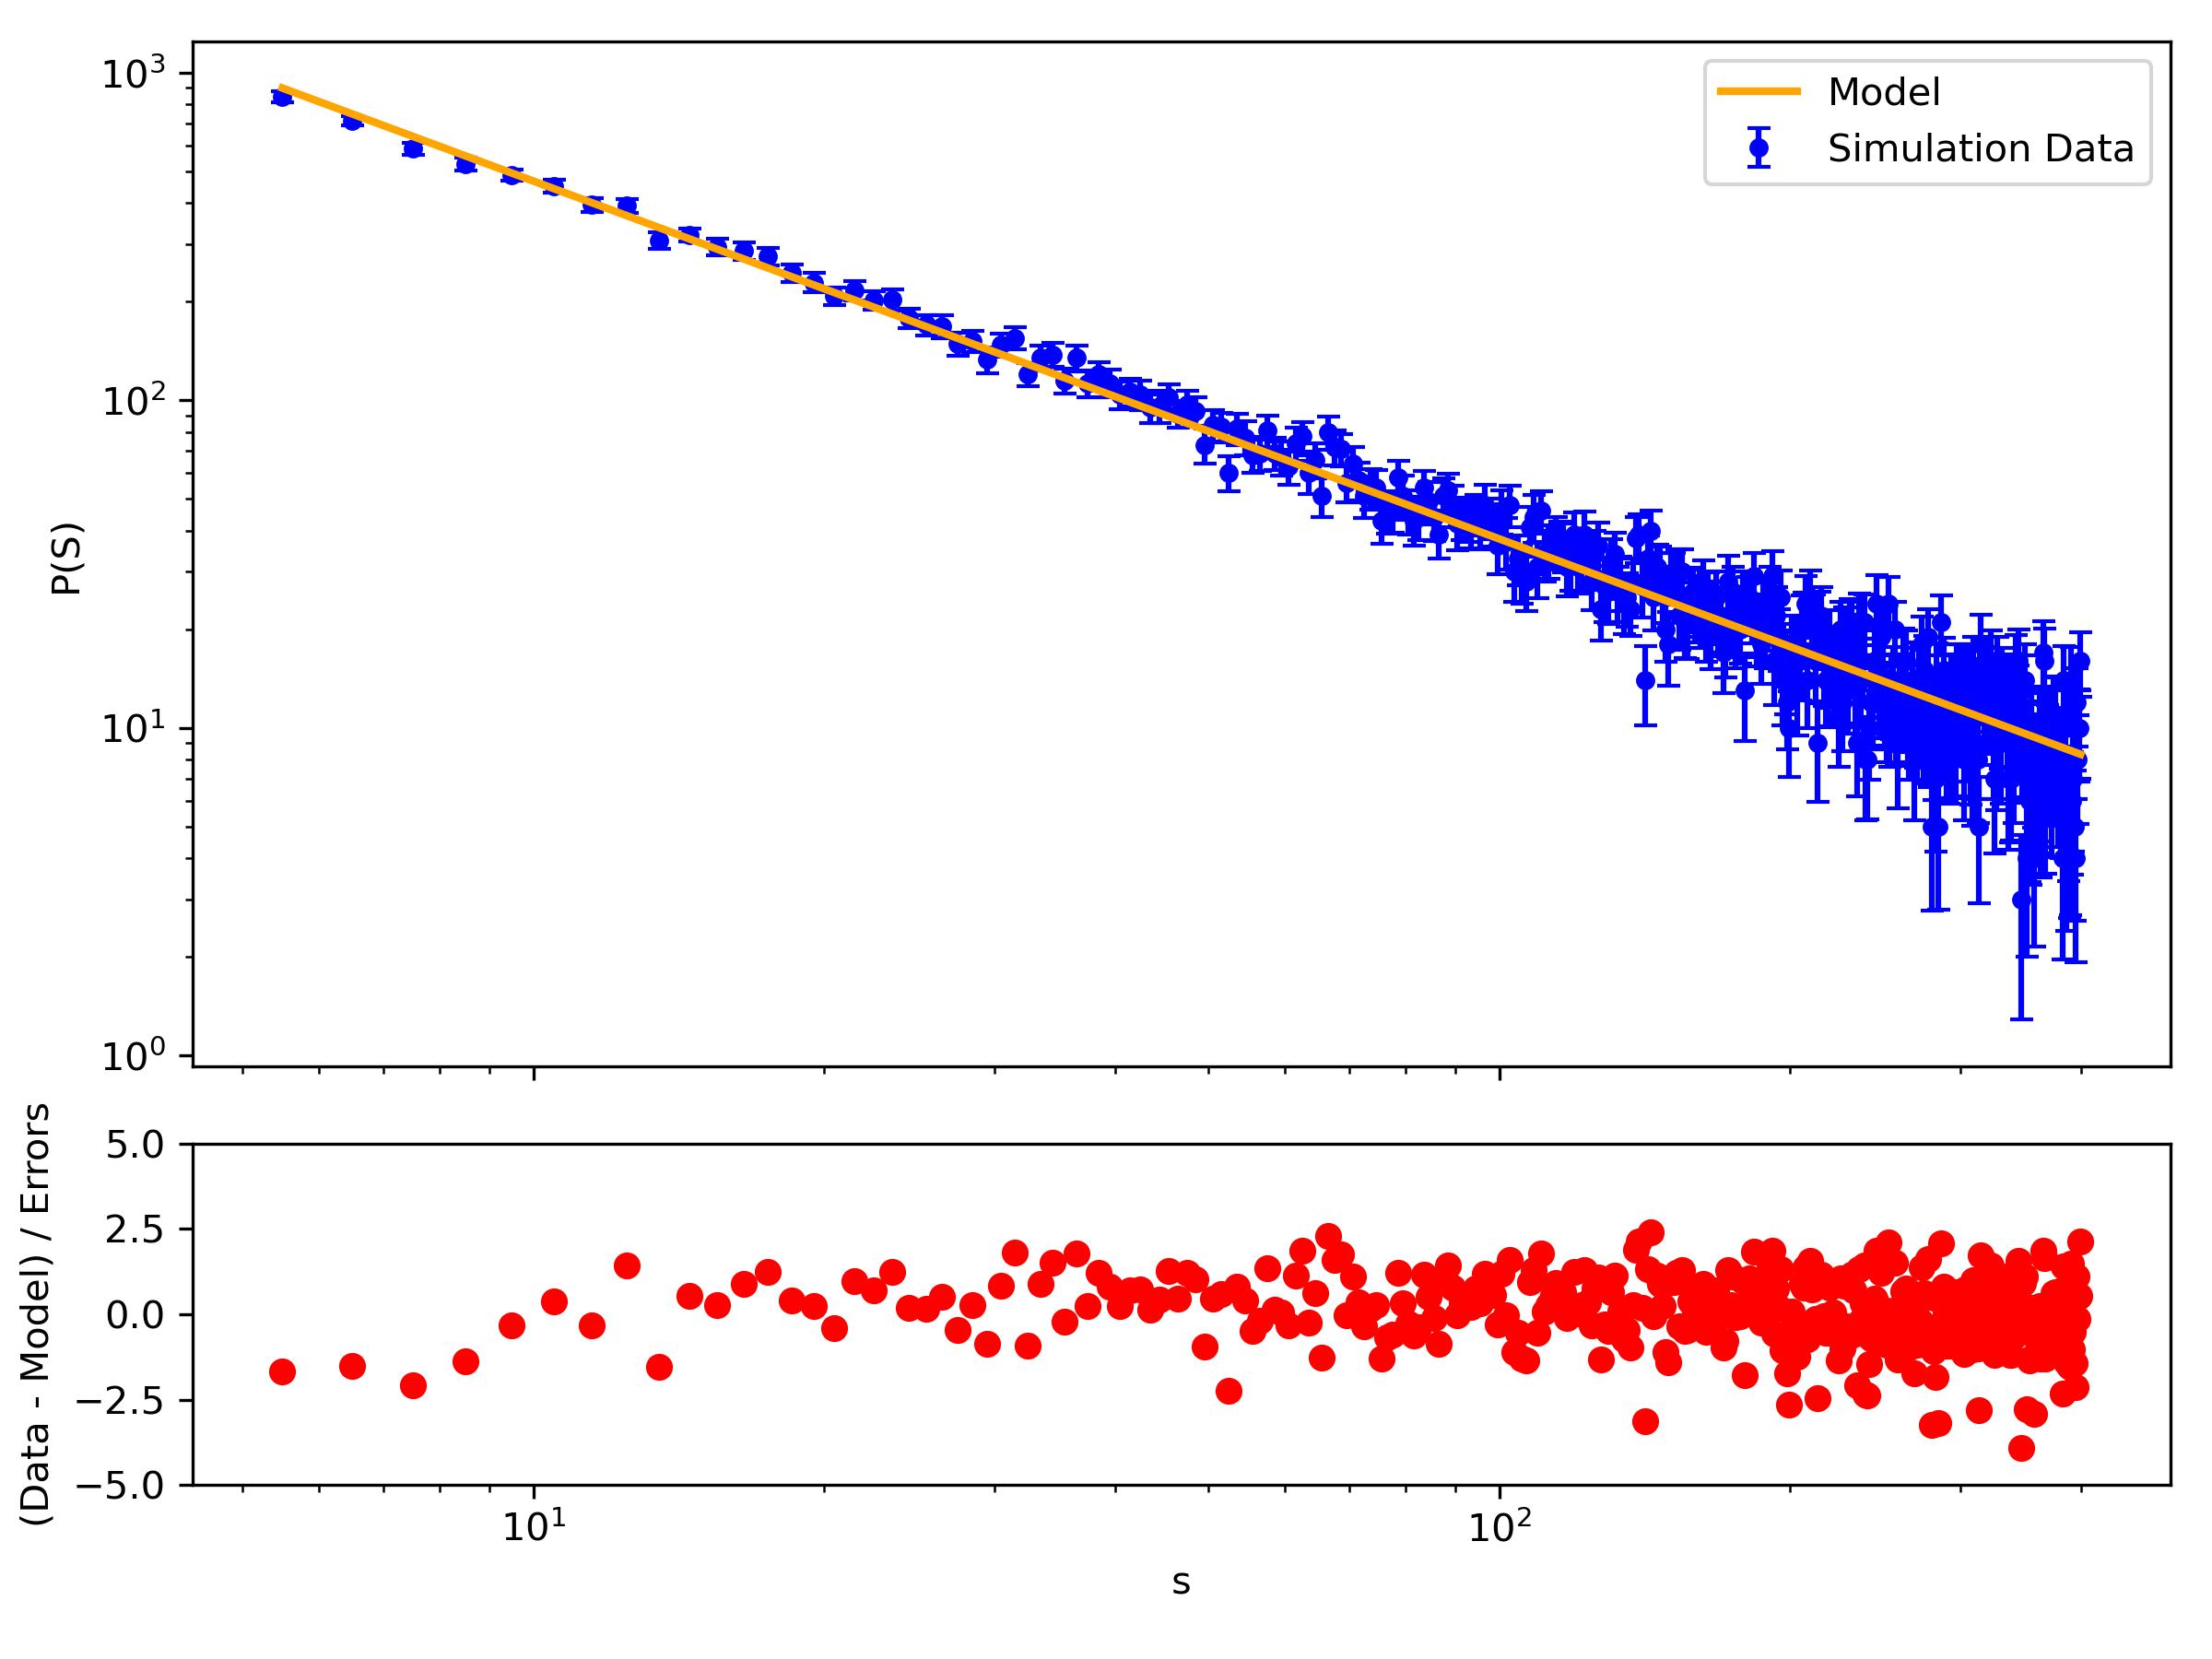 10³
10²
10¹
10⁰
P(S)
Model
Simulation Data
5.0
2.5
0.0
−2.5
−5.0
(Data - Model) / Errors
10¹
10²
s